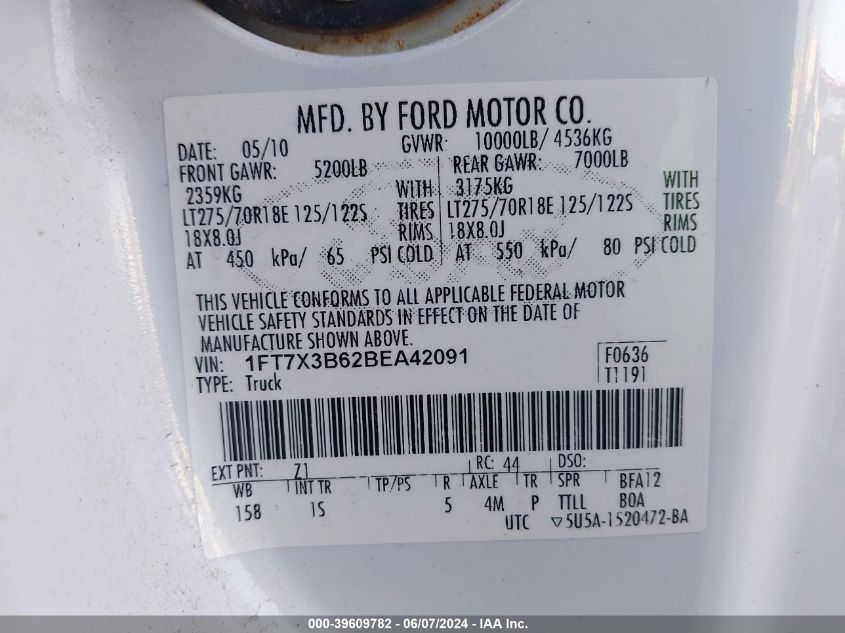 MFD. BY FORD MOTOR CO.
DATE: 05/10 GVWR: 10000LB/ 4536KG
FRONT GAWR: 5200LB REAR GAWR: 7000LB
2359KG WITH 3175KG WITH
LT275/70R18E 125/122S TIRES LT275/70R18E 125/122S TIRES
18X8.0J RIMS 18X8.0J RIMS
AT 450 kPa/ 65 PSI COLD AT 550 kPa/ 80 PSI COLD
THIS VEHICLE CONFORMS TO ALL APPLICABLE FEDERAL MOTOR
VEHICLE SAFETY STANDARDS IN EFFECT ON THE DATE OF
MANUFACTURE SHOWN ABOVE.
VIN: 1FT7X3B62BEA42091 F0636
TYPE: Truck T1191
EXT PNT: Z1 RC: 44 DSO:
WB INT TR TP/PS R AXLE TR SPR BFA12
158 1S 5 4M P TTLL BOA
UTC ▽5U5A-1520472-BA
000-39609782 - 06/07/2024 - IAA Inc.